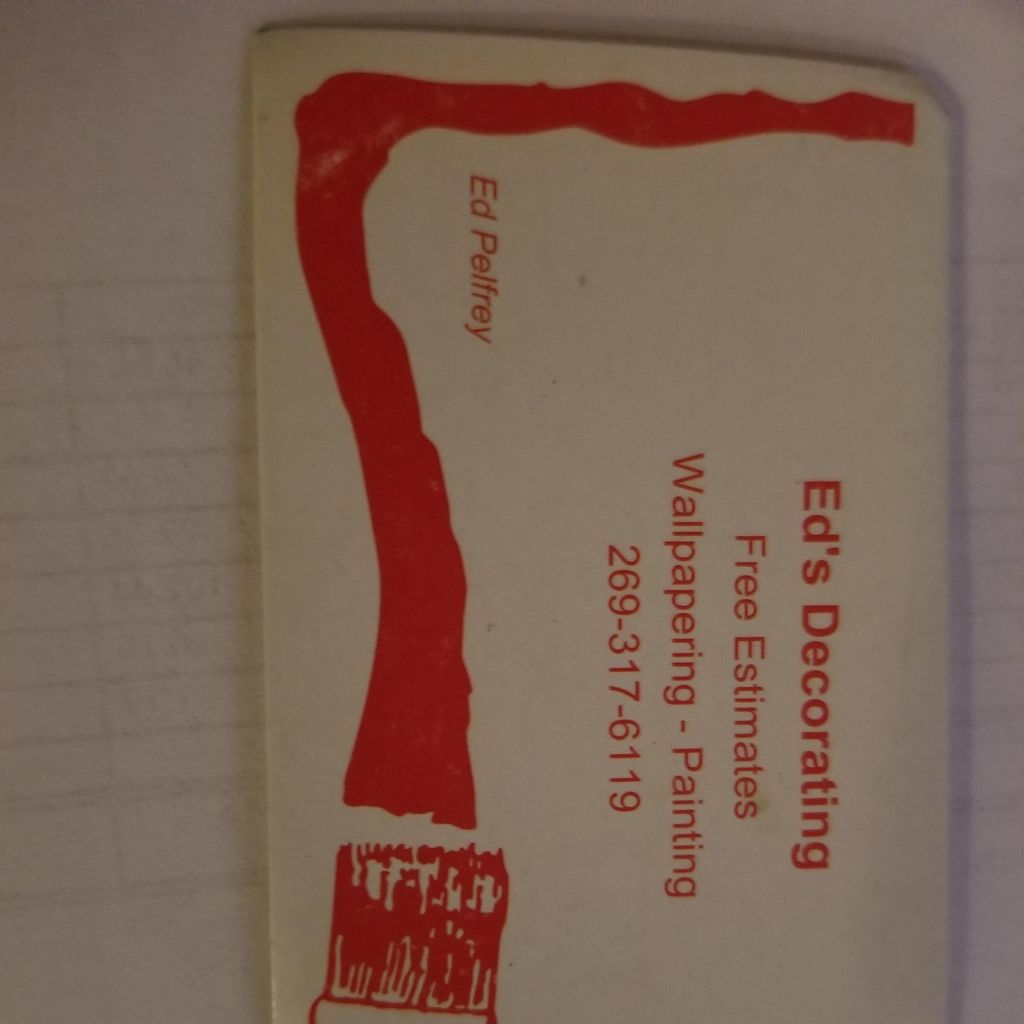 Ed's Decorating
Free Estimates
Wallpapering - Painting
269-317-6119
Ed Pelfrey